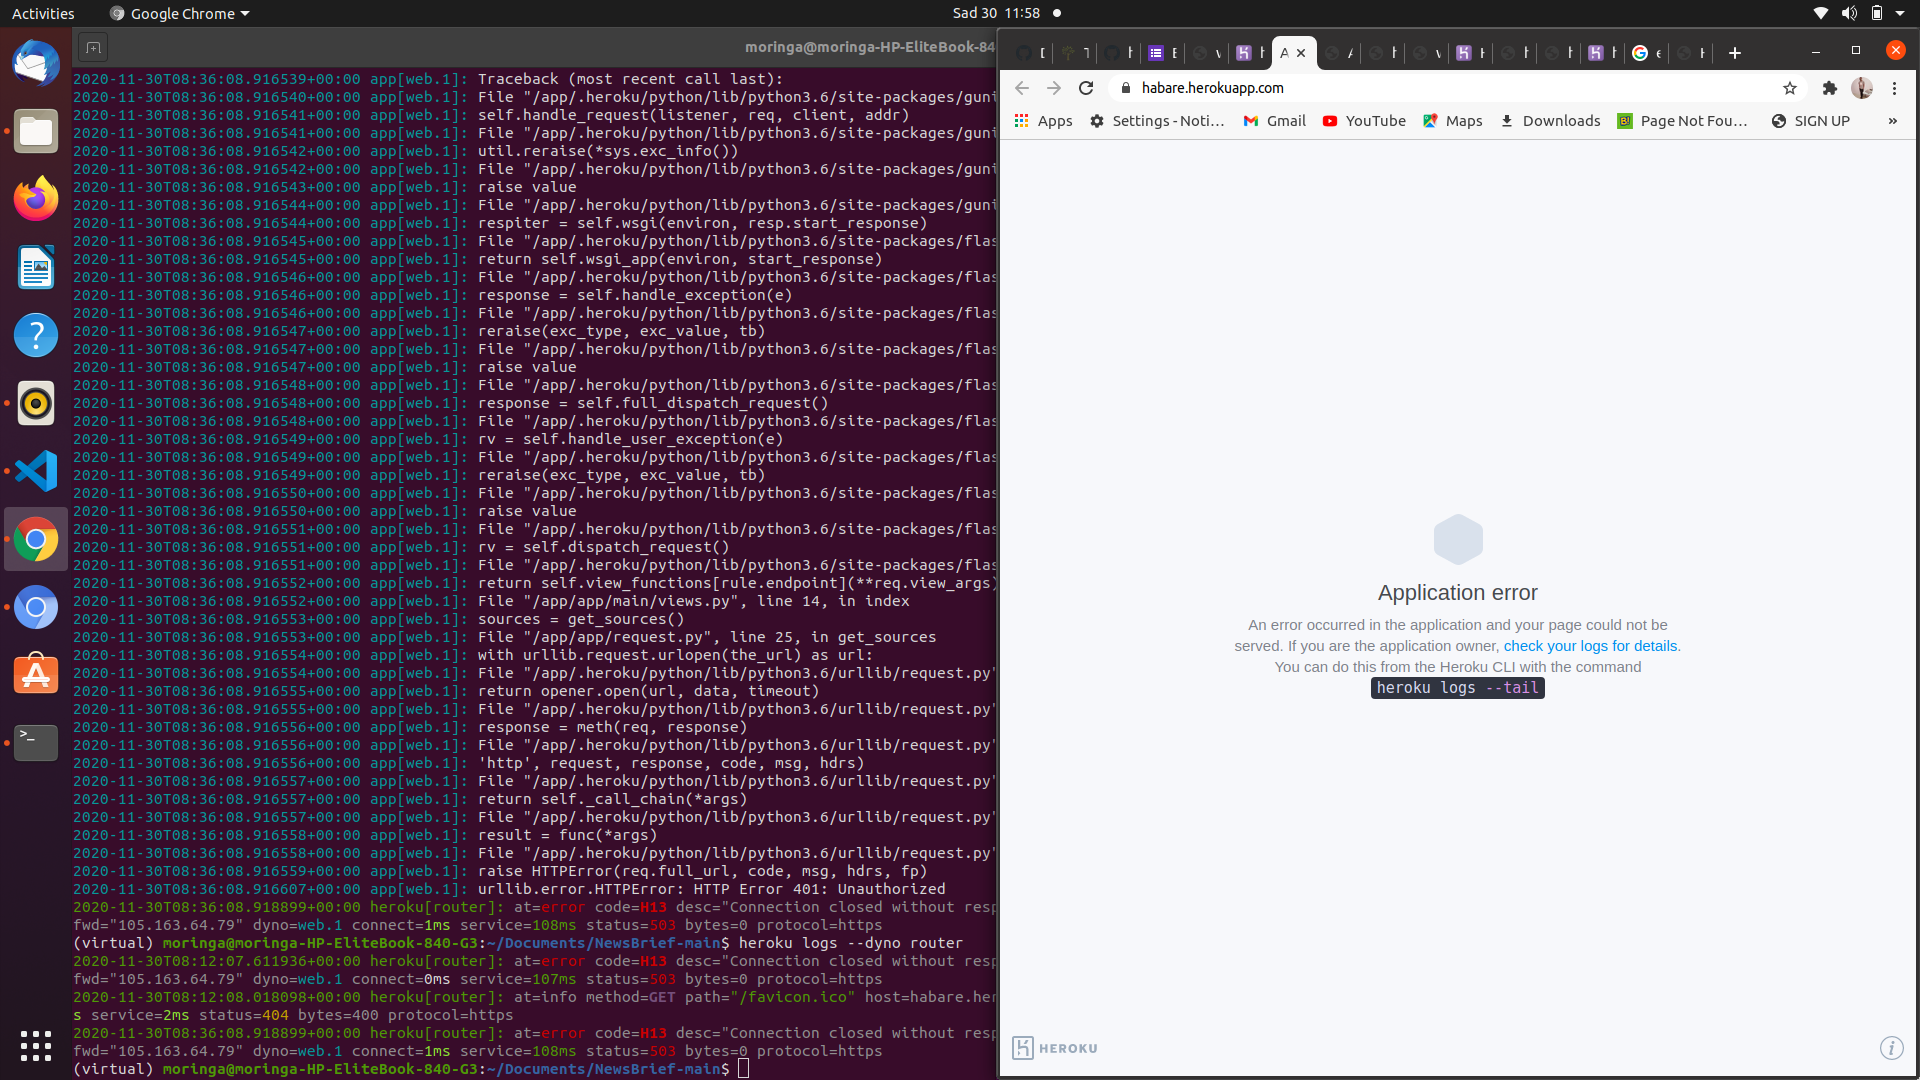 Activities
Google Chrome
Sad 30 11:58
moringa@moringa-HP-EliteBook-840
2020-11-30T08:36:08.916539+00:00 app[web.1]: Traceback (most recent call last):
2020-11-30T08:36:08.916540+00:00 app[web.1]: File "/app/.heroku/python/lib/python3.6/site-packages/guni
2020-11-30T08:36:08.916541+00:00 app[web.1]: self.handle_request(listener, req, client, addr)
2020-11-30T08:36:08.916541+00:00 app[web.1]: File "/app/.heroku/python/lib/python3.6/site-packages/guni
2020-11-30T08:36:08.916542+00:00 app[web.1]: util.reraise(*sys.exc_info())
2020-11-30T08:36:08.916542+00:00 app[web.1]: File "/app/.heroku/python/lib/python3.6/site-packages/guni
2020-11-30T08:36:08.916543+00:00 app[web.1]: raise value
2020-11-30T08:36:08.916544+00:00 app[web.1]: File "/app/.heroku/python/lib/python3.6/site-packages/guni
2020-11-30T08:36:08.916544+00:00 app[web.1]: respiter = self.wsgi(environ, resp.start_response)
2020-11-30T08:36:08.916545+00:00 app[web.1]: File "/app/.heroku/python/lib/python3.6/site-packages/flas
2020-11-30T08:36:08.916545+00:00 app[web.1]: return self.wsgi_app(environ, start_response)
2020-11-30T08:36:08.916546+00:00 app[web.1]: File "/app/.heroku/python/lib/python3.6/site-packages/flas
2020-11-30T08:36:08.916546+00:00 app[web.1]: response = self.handle_exception(e)
2020-11-30T08:36:08.916546+00:00 app[web.1]: File "/app/.heroku/python/lib/python3.6/site-packages/flas
2020-11-30T08:36:08.916547+00:00 app[web.1]: reraise(exc_type, exc_value, tb)
2020-11-30T08:36:08.916547+00:00 app[web.1]: File "/app/.heroku/python/lib/python3.6/site-packages/flas
2020-11-30T08:36:08.916547+00:00 app[web.1]: raise value
2020-11-30T08:36:08.916548+00:00 app[web.1]: File "/app/.heroku/python/lib/python3.6/site-packages/flas
2020-11-30T08:36:08.916548+00:00 app[web.1]: response = self.full_dispatch_request()
2020-11-30T08:36:08.916548+00:00 app[web.1]: File "/app/.heroku/python/lib/python3.6/site-packages/flas
2020-11-30T08:36:08.916549+00:00 app[web.1]: rv = self.handle_user_exception(e)
2020-11-30T08:36:08.916549+00:00 app[web.1]: File "/app/.heroku/python/lib/python3.6/site-packages/flas
2020-11-30T08:36:08.916549+00:00 app[web.1]: reraise(exc_type, exc_value, tb)
2020-11-30T08:36:08.916550+00:00 app[web.1]: File "/app/.heroku/python/lib/python3.6/site-packages/flas
2020-11-30T08:36:08.916550+00:00 app[web.1]: raise value
2020-11-30T08:36:08.916551+00:00 app[web.1]: File "/app/.heroku/python/lib/python3.6/site-packages/flas
2020-11-30T08:36:08.916551+00:00 app[web.1]: rv = self.dispatch_request()
2020-11-30T08:36:08.916551+00:00 app[web.1]: File "/app/.heroku/python/lib/python3.6/site-packages/flas
2020-11-30T08:36:08.916552+00:00 app[web.1]: return self.view_functions[rule.endpoint](**req.view_args)
2020-11-30T08:36:08.916552+00:00 app[web.1]: File "/app/app/main/views.py", line 14, in index
2020-11-30T08:36:08.916553+00:00 app[web.1]: sources = get_sources()
2020-11-30T08:36:08.916553+00:00 app[web.1]: File "/app/app/request.py", line 25, in get_sources
2020-11-30T08:36:08.916554+00:00 app[web.1]: with urllib.request.urlopen(the_url) as url:
2020-11-30T08:36:08.916554+00:00 app[web.1]: File "/app/.heroku/python/lib/python3.6/urllib/request.py"
2020-11-30T08:36:08.916555+00:00 app[web.1]: return opener.open(url, data, timeout)
2020-11-30T08:36:08.916555+00:00 app[web.1]: File "/app/.heroku/python/lib/python3.6/urllib/request.py"
2020-11-30T08:36:08.916556+00:00 app[web.1]: response = meth(req, response)
2020-11-30T08:36:08.916556+00:00 app[web.1]: File "/app/.heroku/python/lib/python3.6/urllib/request.py"
2020-11-30T08:36:08.916556+00:00 app[web.1]: 'http', request, response, code, msg, hdrs)
2020-11-30T08:36:08.916557+00:00 app[web.1]: File "/app/.heroku/python/lib/python3.6/urllib/request.py"
2020-11-30T08:36:08.916557+00:00 app[web.1]: return self._call_chain(*args)
2020-11-30T08:36:08.916557+00:00 app[web.1]: File "/app/.heroku/python/lib/python3.6/urllib/request.py"
2020-11-30T08:36:08.916558+00:00 app[web.1]: result = func(*args)
2020-11-30T08:36:08.916558+00:00 app[web.1]: File "/app/.heroku/python/lib/python3.6/urllib/request.py"
2020-11-30T08:36:08.916559+00:00 app[web.1]: raise HTTPError(req.full_url, code, msg, hdrs, fp)
2020-11-30T08:36:08.916607+00:00 app[web.1]: urllib.error.HTTPError: HTTP Error 401: Unauthorized
2020-11-30T08:36:08.918899+00:00 heroku[router]: at=error code=H13 desc="Connection closed without resp
fwd="105.163.64.79" dyno=web.1 connect=1ms service=108ms status=503 bytes=0 protocol=https
(virtual) moringa@moringa-HP-EliteBook-840-G3:~/Documents/NewsBrief-main$ heroku logs --dyno router
2020-11-30T08:12:07.611936+00:00 heroku[router]: at=error code=H13 desc="Connection closed without resp
fwd="105.163.64.79" dyno=web.1 connect=0ms service=107ms status=503 bytes=0 protocol=https
2020-11-30T08:12:08.018098+00:00 heroku[router]: at=info method=GET path="/favicon.ico" host=habare.her
s service=2ms status=404 bytes=400 protocol=https
2020-11-30T08:36:08.918899+00:00 heroku[router]: at=error code=H13 desc="Connection closed without resp
fwd="105.163.64.79" dyno=web.1 connect=1ms service=108ms status=503 bytes=0 protocol=https
(virtual) moringa@moringa-HP-EliteBook-840-G3:~/Documents/NewsBrief-main$
habare.herokuapp.com
Apps
Settings - Noti...
Gmail
YouTube
Maps
Downloads
Page Not Fou...
SIGN UP
»
Application error
An error occurred in the application and your page could not be
served. If you are the application owner, check your logs for details.
You can do this from the Heroku CLI with the command
heroku logs --tail
HEROKU